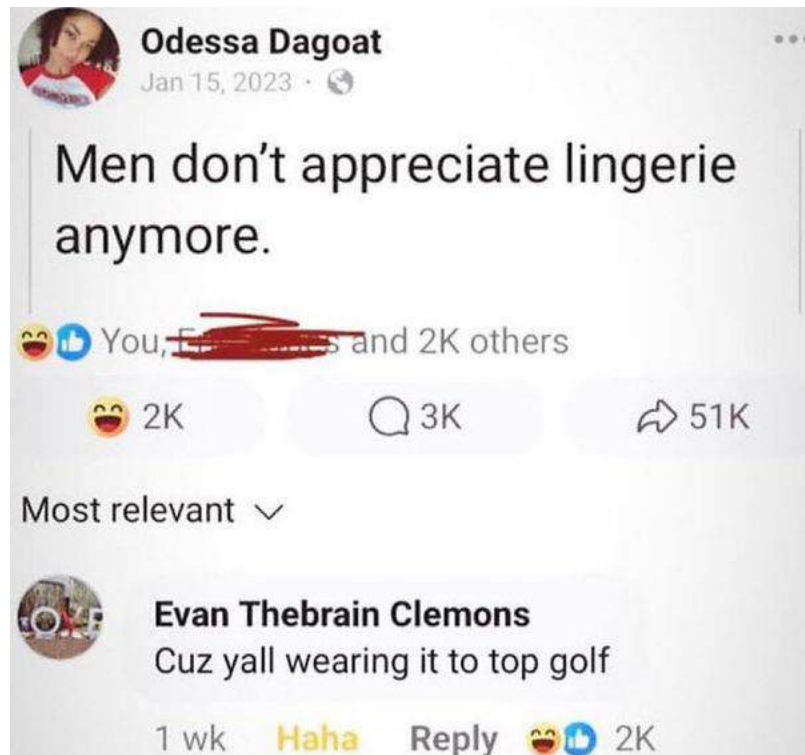 Odessa Dagoat
Jan 15, 2023 ·
Men don't appreciate lingerie
anymore.
You, and 2K others
2K 3K 51K
Most relevant
Evan Thebrain Clemons
Cuz yall wearing it to top golf
1 wk Haha Reply 2K